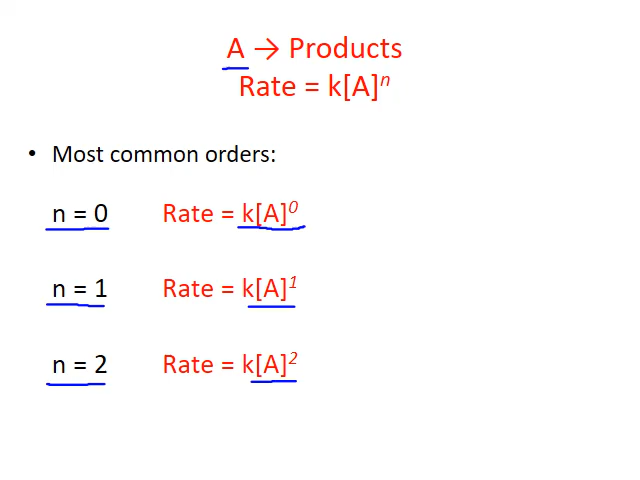 A → Products
Rate = k[A]ⁿ
• Most common orders:
n = 0 Rate = k[A]⁰
n = 1 Rate = k[A]¹
n = 2 Rate = k[A]²